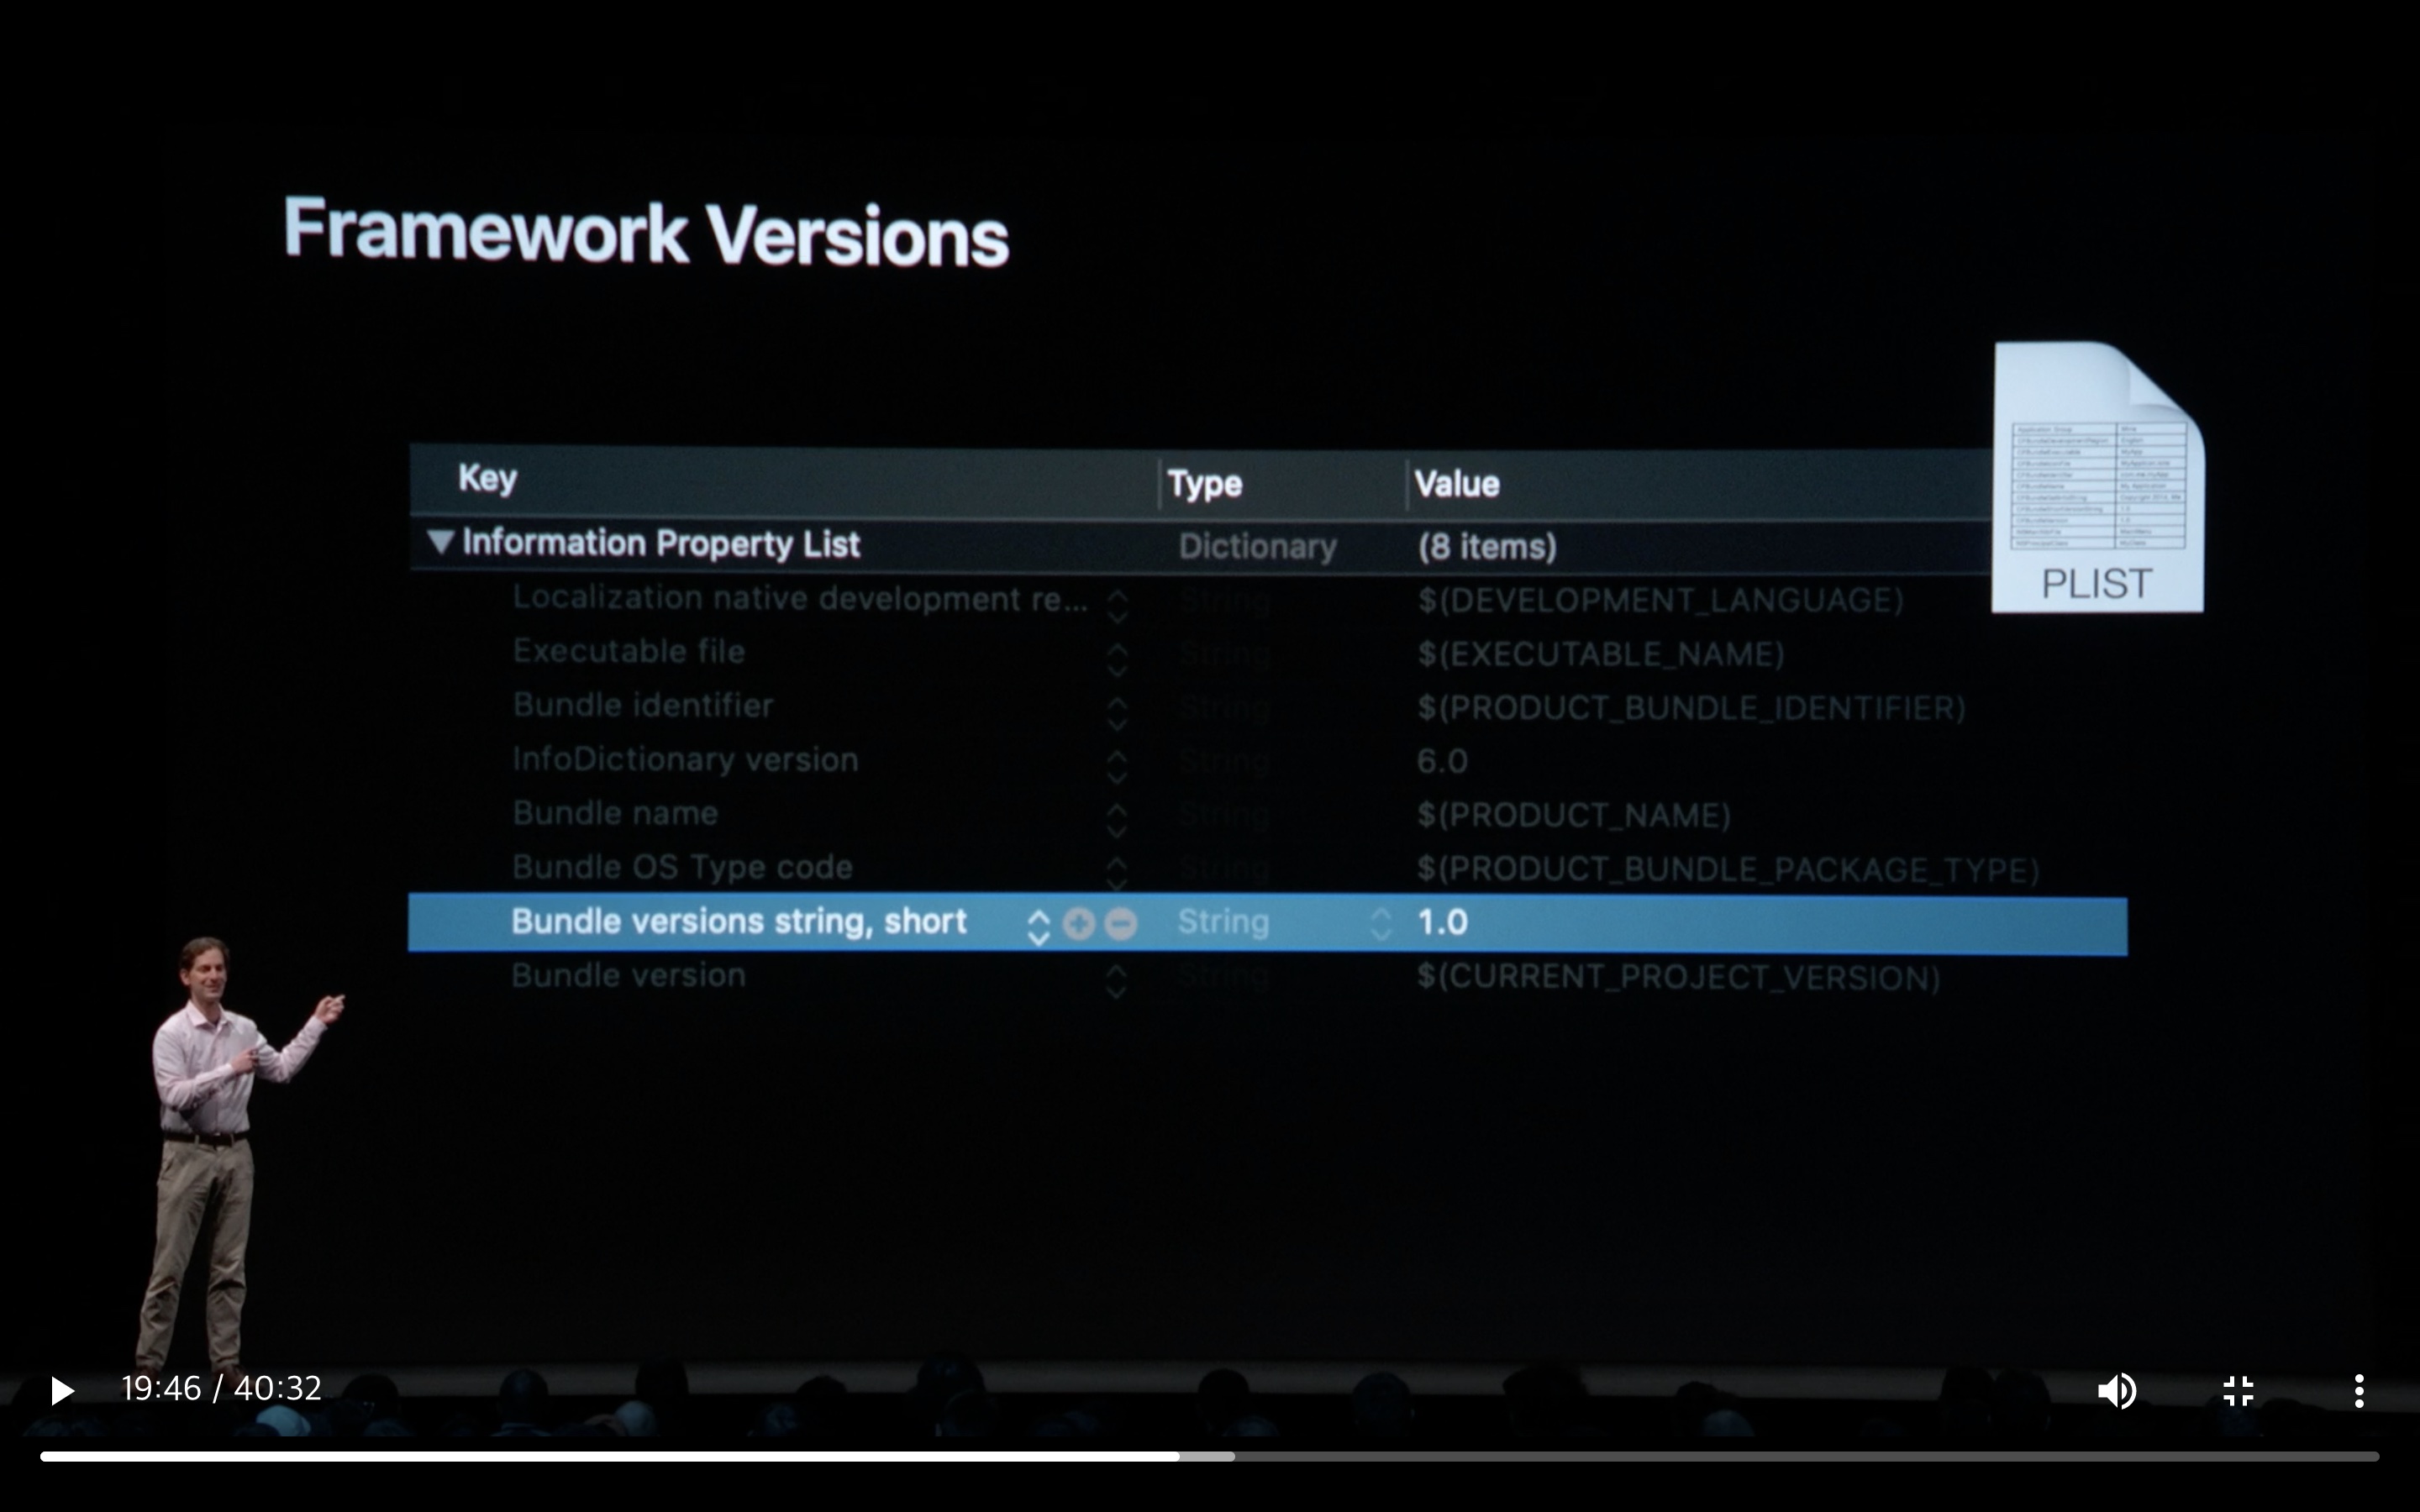 Framework Versions
Key Type Value
Information Property List Dictionary (8 items)
Localization native development re... String $(DEVELOPMENT_LANGUAGE)
Executable file String $(EXECUTABLE_NAME)
Bundle identifier String $(PRODUCT_BUNDLE_IDENTIFIER)
InfoDictionary version String 6.0
Bundle name String $(PRODUCT_NAME)
Bundle OS Type code String $(PRODUCT_BUNDLE_PACKAGE_TYPE)
Bundle versions string, short String 1.0
Bundle version String $(CURRENT_PROJECT_VERSION)
PLIST
19:46 / 40:32